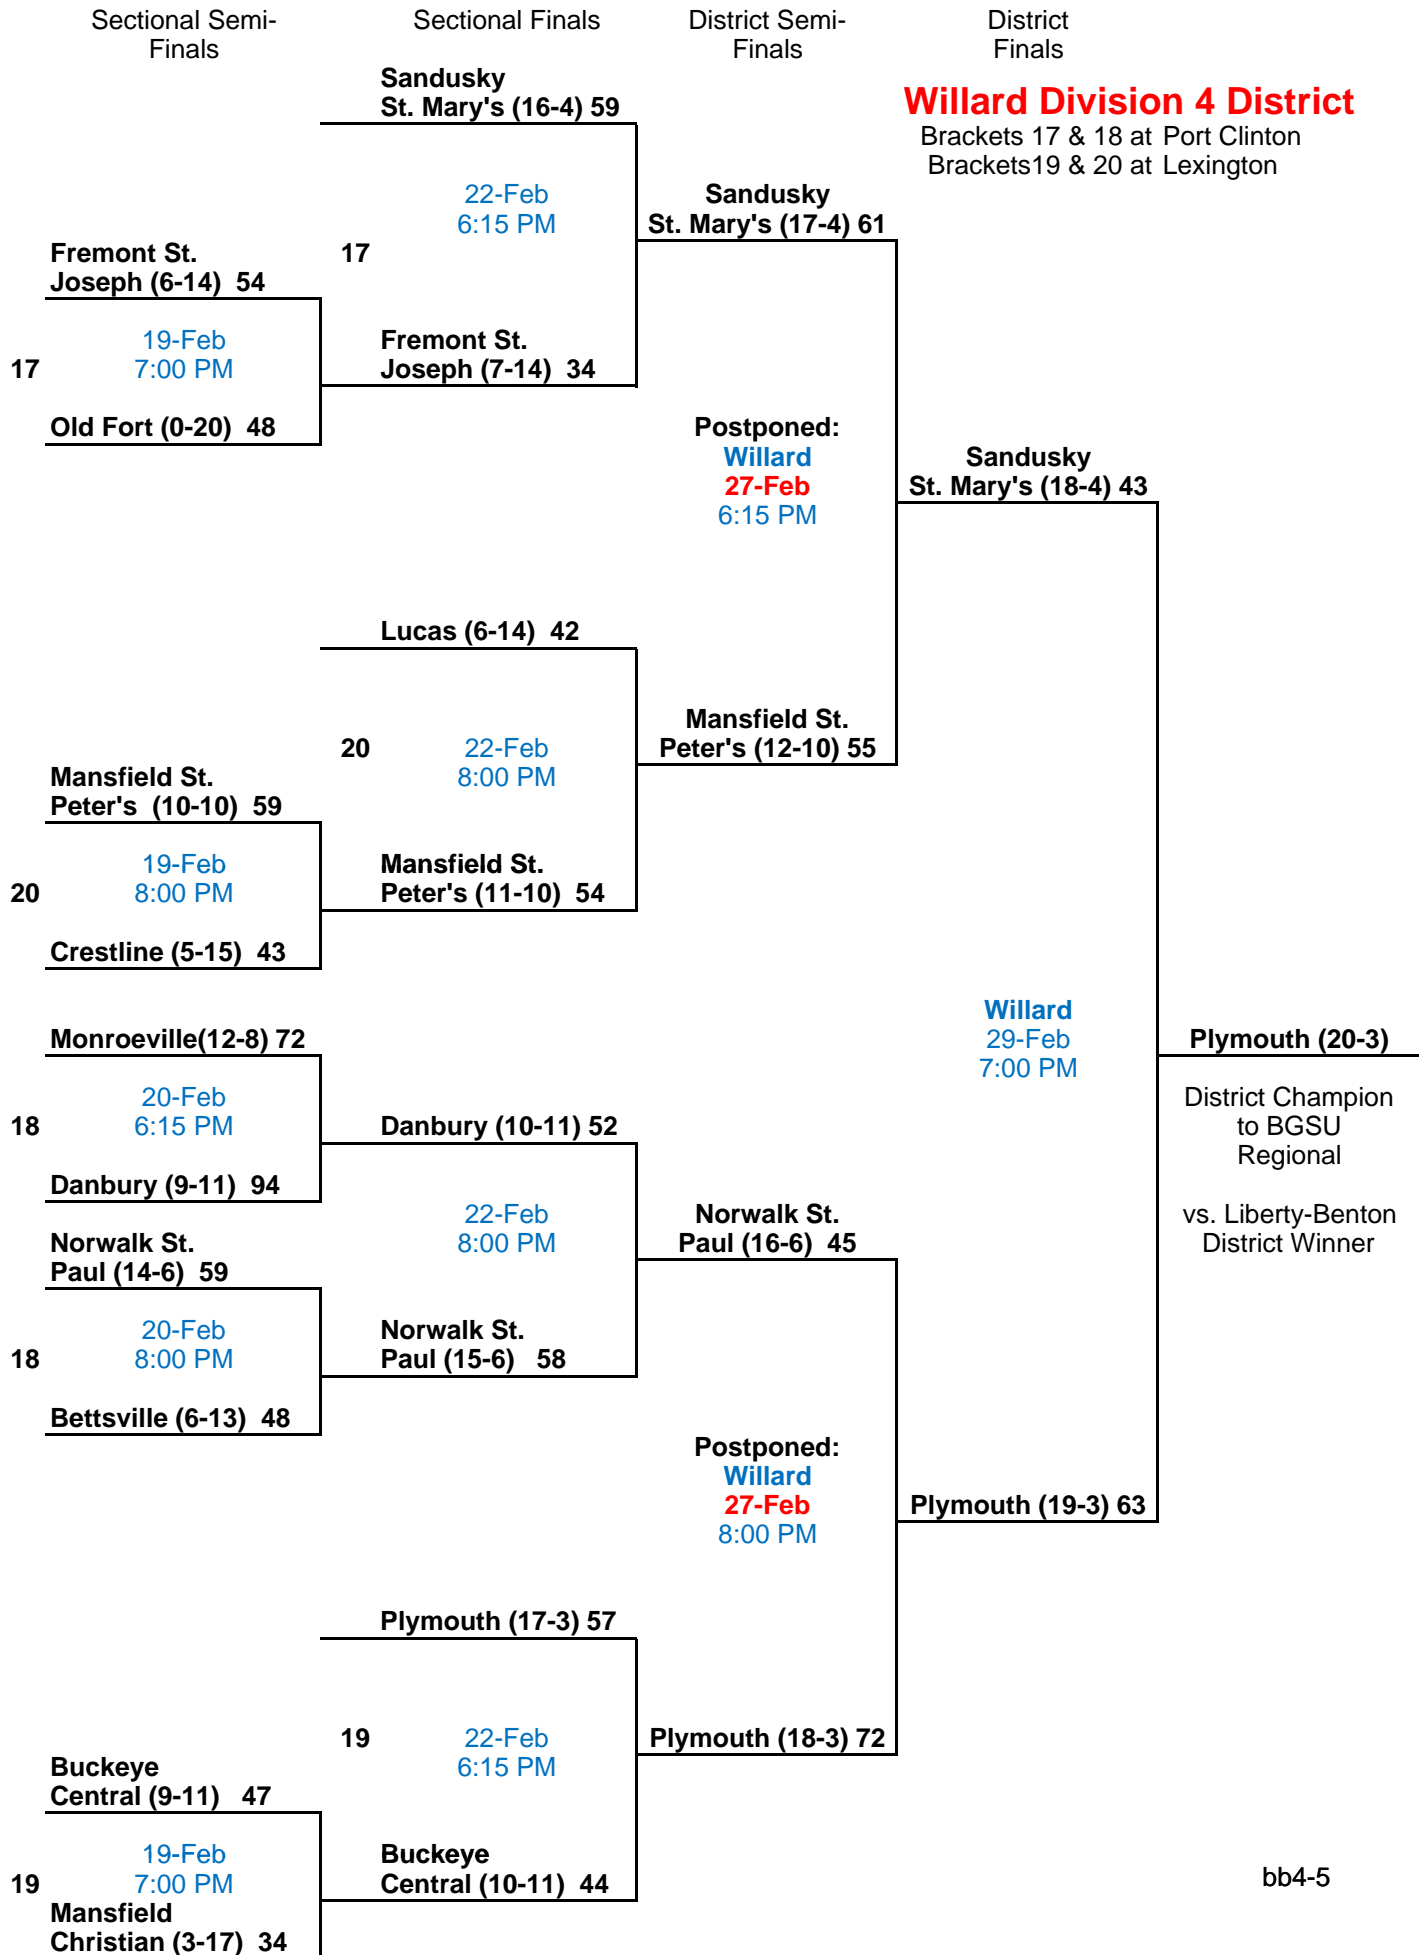 Sectional Semi-
Finals
Sectional Finals
District Semi-
Finals
District
Finals
Willard Division 4 District
Brackets 17 & 18 at Port Clinton
Brackets19 & 20 at Lexington
Sandusky
St. Mary's (16-4) 59
22-Feb
6:15 PM
17
Sandusky
St. Mary's (17-4) 61
Fremont St.
Joseph (6-14) 54
19-Feb
7:00 PM
17
Old Fort (0-20) 48
Fremont St.
Joseph (7-14) 34
Postponed:
Willard
27-Feb
6:15 PM
Sandusky
St. Mary's (18-4) 43
Lucas (6-14) 42
20
22-Feb
8:00 PM
Mansfield St.
Peter's (12-10) 55
Mansfield St.
Peter's (10-10) 59
19-Feb
8:00 PM
20
Crestline (5-15) 43
Mansfield St.
Peter's (11-10) 54
Willard
29-Feb
7:00 PM
Plymouth (20-3)
District Champion
to BGSU
Regional
vs. Liberty-Benton
District Winner
Monroeville(12-8) 72
20-Feb
6:15 PM
18
Danbury (9-11) 94
Danbury (10-11) 52
22-Feb
8:00 PM
Norwalk St.
Paul (16-6) 45
Norwalk St.
Paul (14-6) 59
20-Feb
8:00 PM
18
Bettsville (6-13) 48
Norwalk St.
Paul (15-6) 58
Postponed:
Willard
27-Feb
8:00 PM
Plymouth (19-3) 63
Plymouth (17-3) 57
19
22-Feb
6:15 PM
Plymouth (18-3) 72
Buckeye
Central (9-11) 47
19-Feb
7:00 PM
19
Mansfield
Christian (3-17) 34
Buckeye
Central (10-11) 44
bb4-5